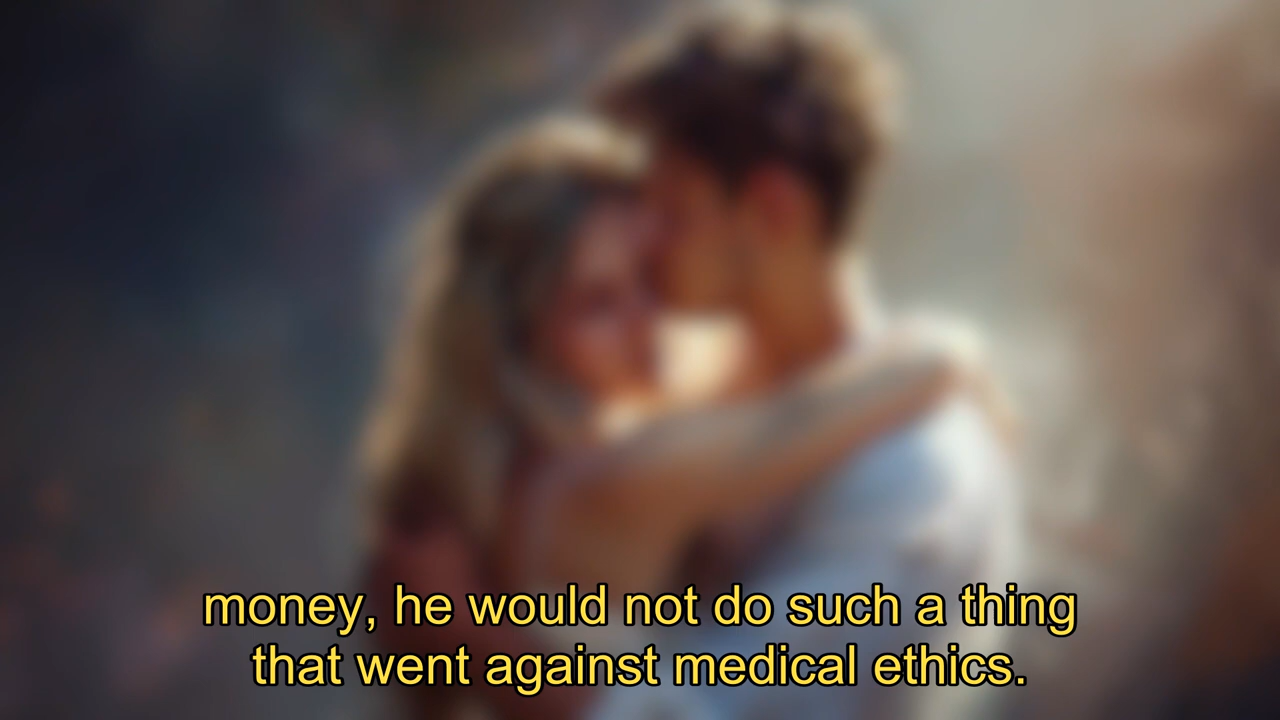 money, he would not do such a thing
that went against medical ethics.